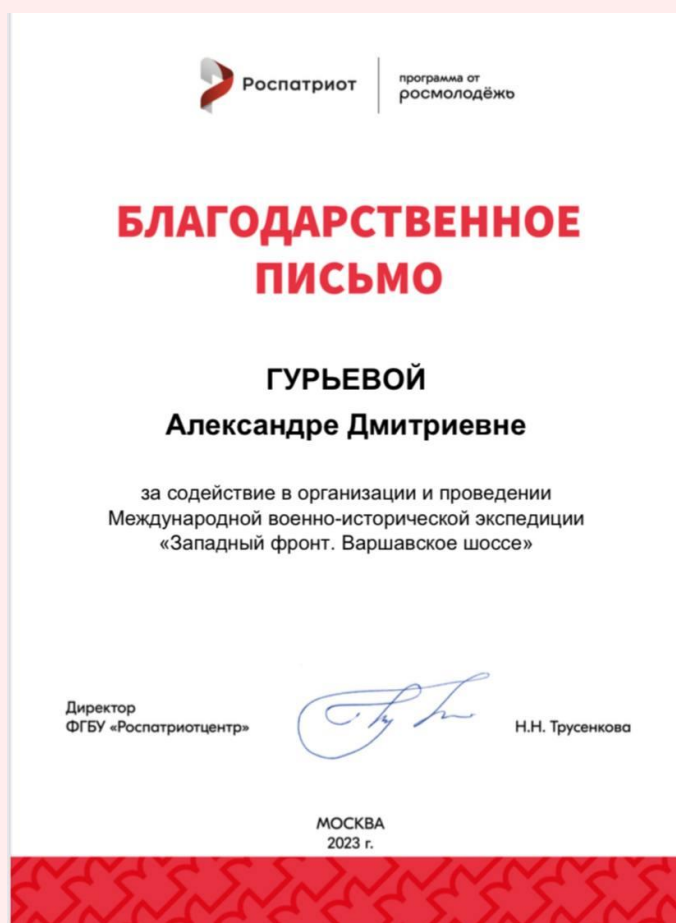 Роспатриот
программа от
росмолодёжь
БЛАГОДАРСТВЕННОЕ
ПИСЬМО
ГУРЬЕВОЙ
Александре Дмитриевне
за содействие в организации и проведении
Международной военно-исторической экспедиции
«Западный фронт. Варшавское шоссе»
Директор
ФГБУ «Роспатриотцентр»
Н.Н. Трусенкова
МОСКВА
2023 г.